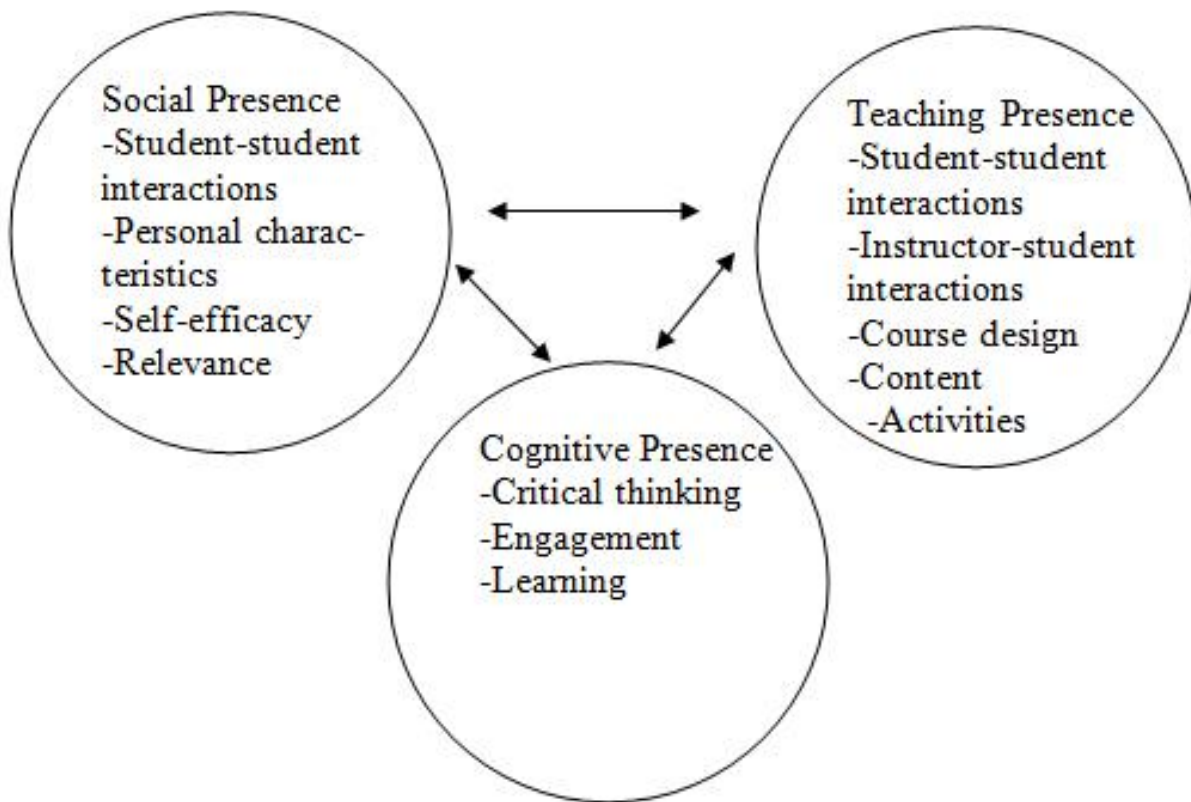 Social Presence
-Student-student
interactions
-Personal charac-
teristics
-Self-efficacy
-Relevance
Teaching Presence
-Student-student
interactions
-Instructor-student
interactions
-Course design
-Content
-Activities
Cognitive Presence
-Critical thinking
-Engagement
-Learning